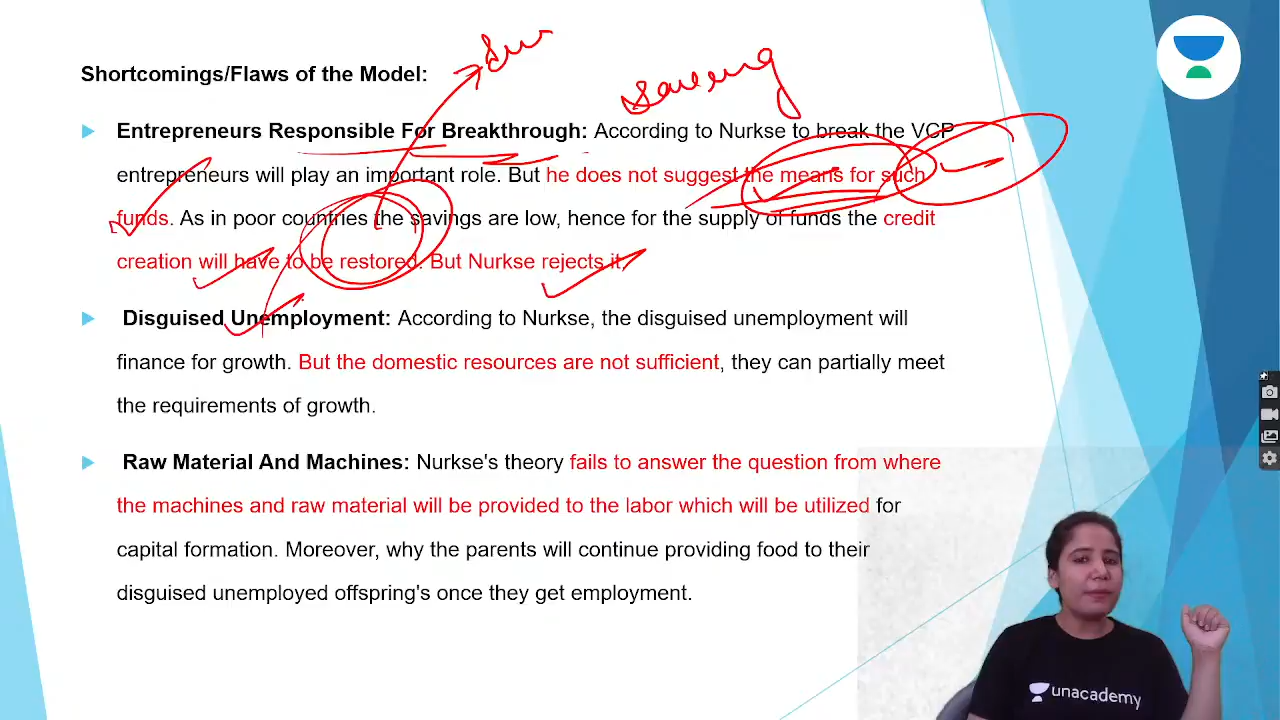 Shortcomings/Flaws of the Model:
Saveing
Entrepreneurs Responsible For Breakthrough: According to Nurkse to break the VCP
entrepreneurs will play an important role. But he does not suggest the means for such
funds. As in poor countries the savings are low, hence for the supply of funds the credit
creation will have to be restored. But Nurkse rejects it,
Disguised Unemployment: According to Nurkse, the disguised unemployment will
finance for growth. But the domestic resources are not sufficient, they can partially meet
the requirements of growth.
Raw Material And Machines: Nurkse's theory fails to answer the question from where
the machines and raw material will be provided to the labor which will be utilized for
capital formation. Moreover, why the parents will continue providing food to their
disguised unemployed offspring's once they get employment.
unacademy